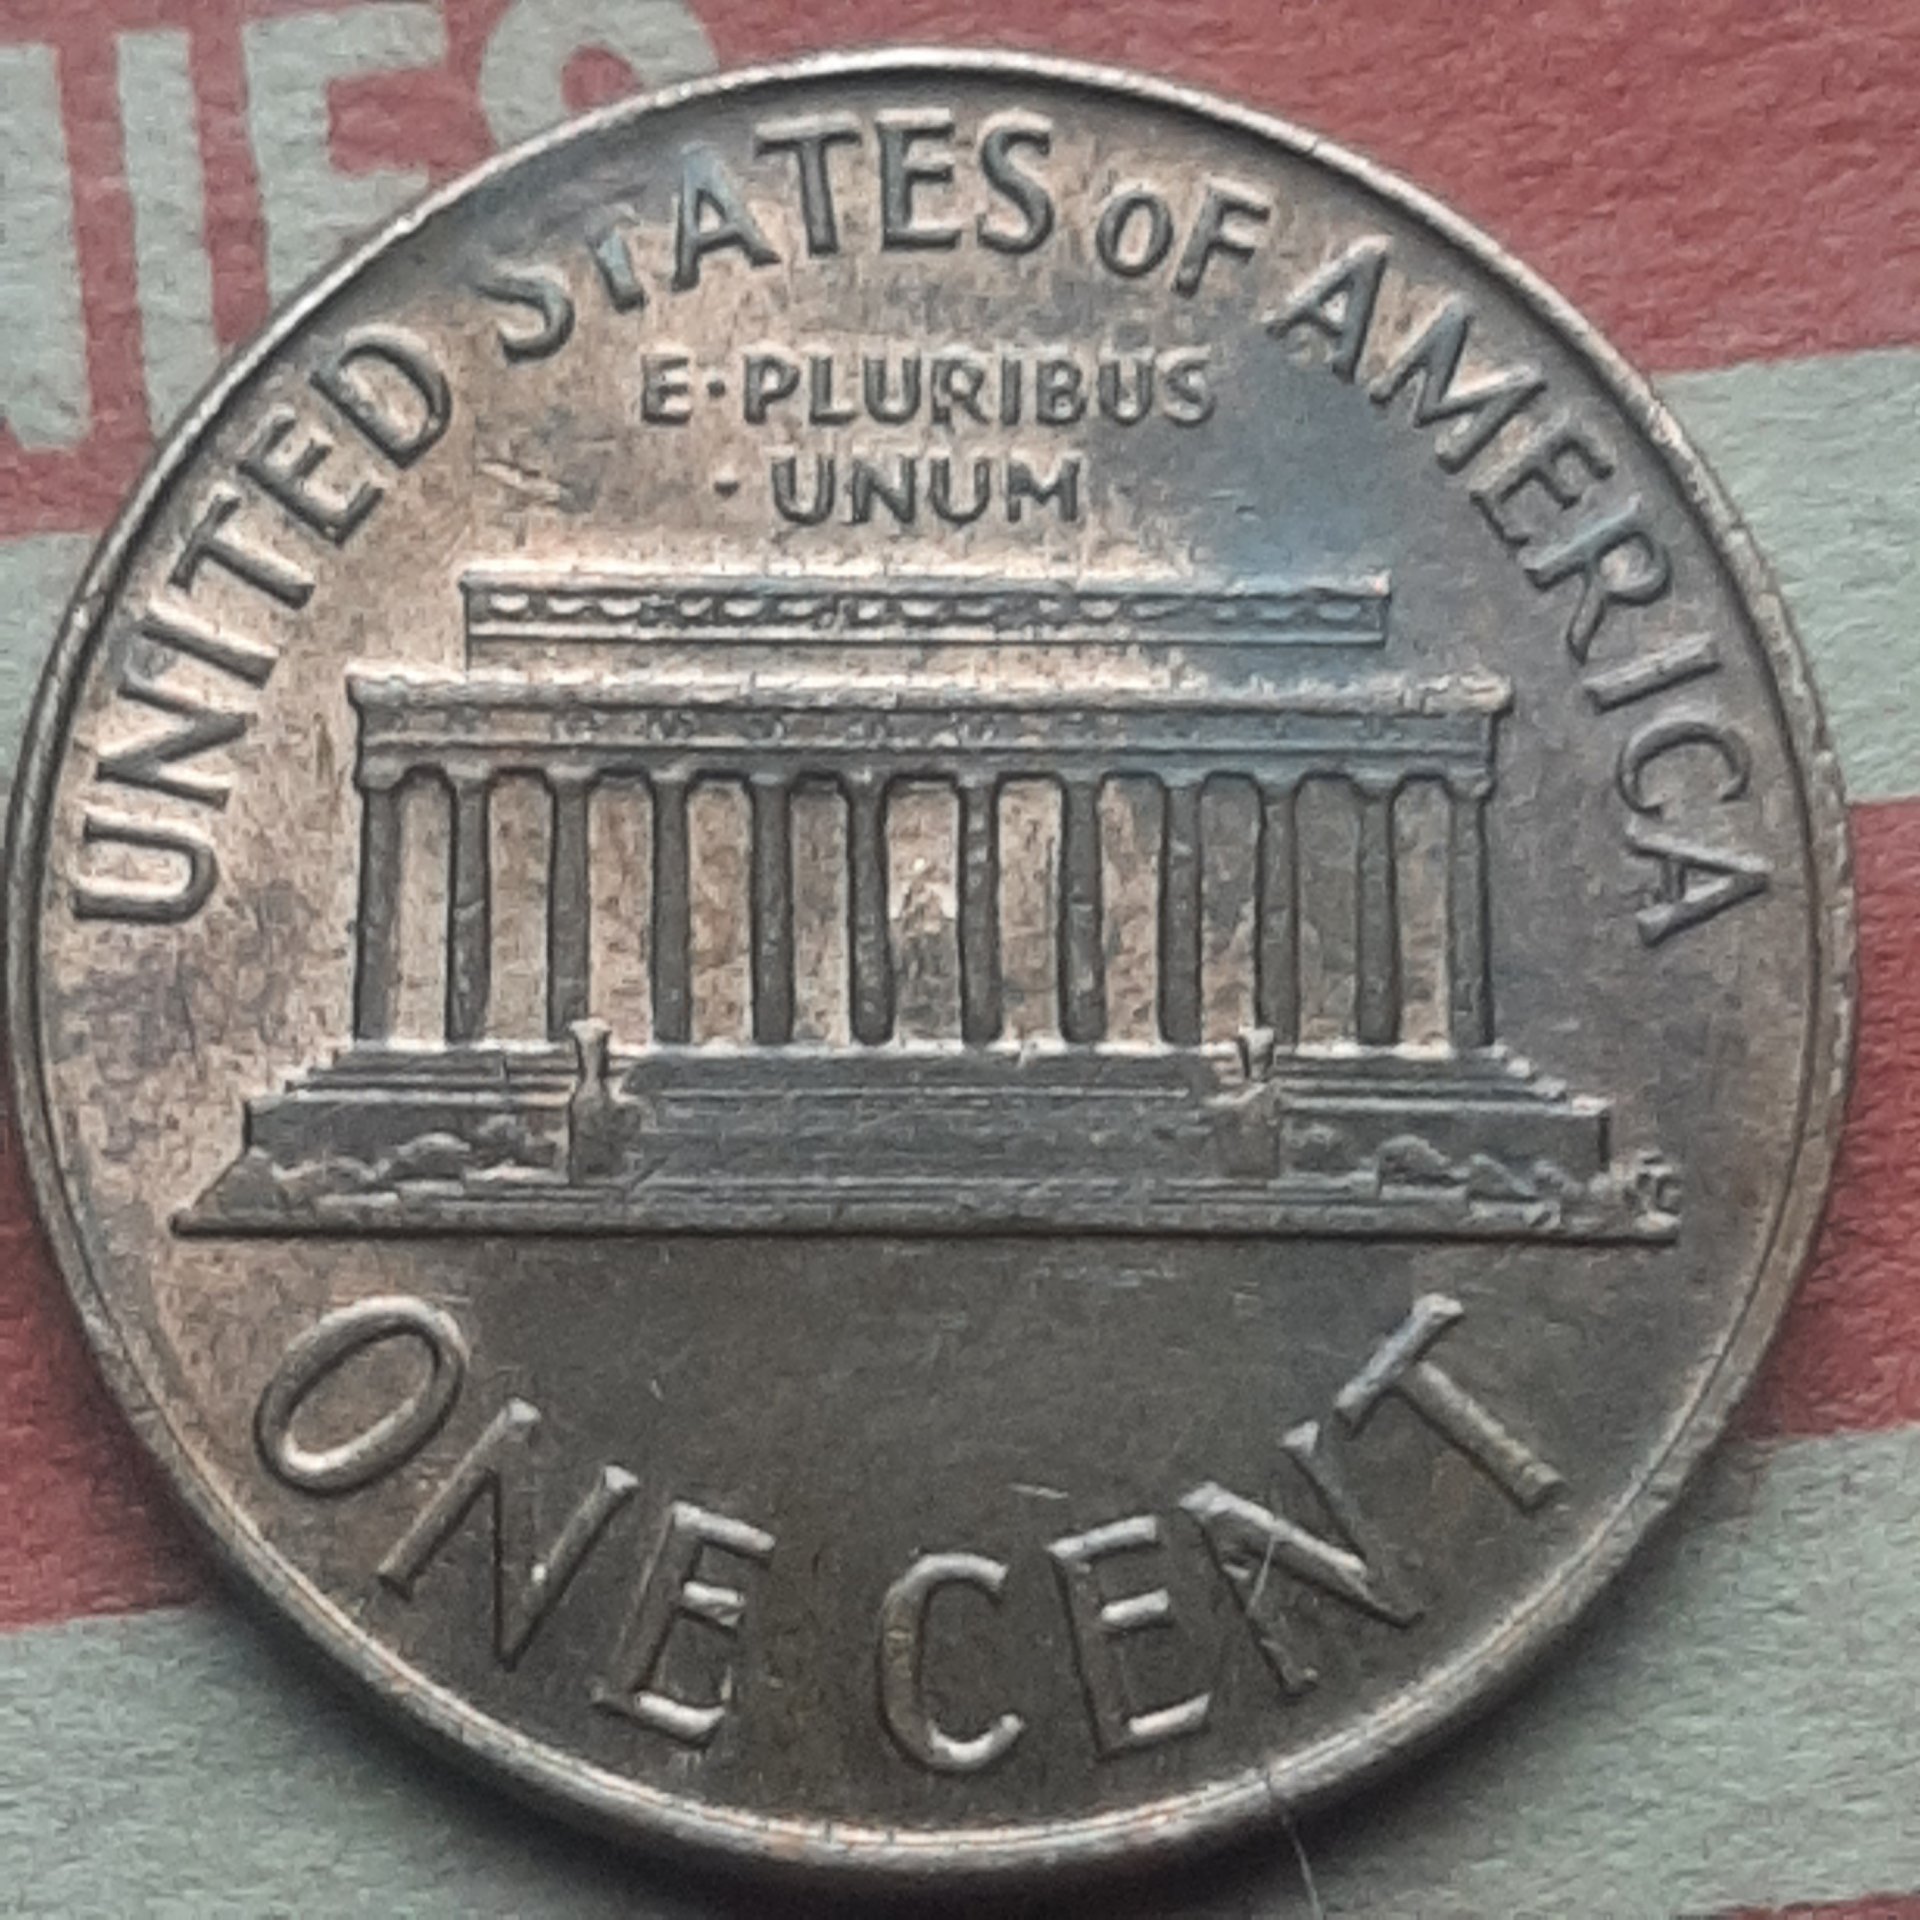 UNITED STATES OF AMERICA
E·PLURIBUS
·UNUM
ONE CENT